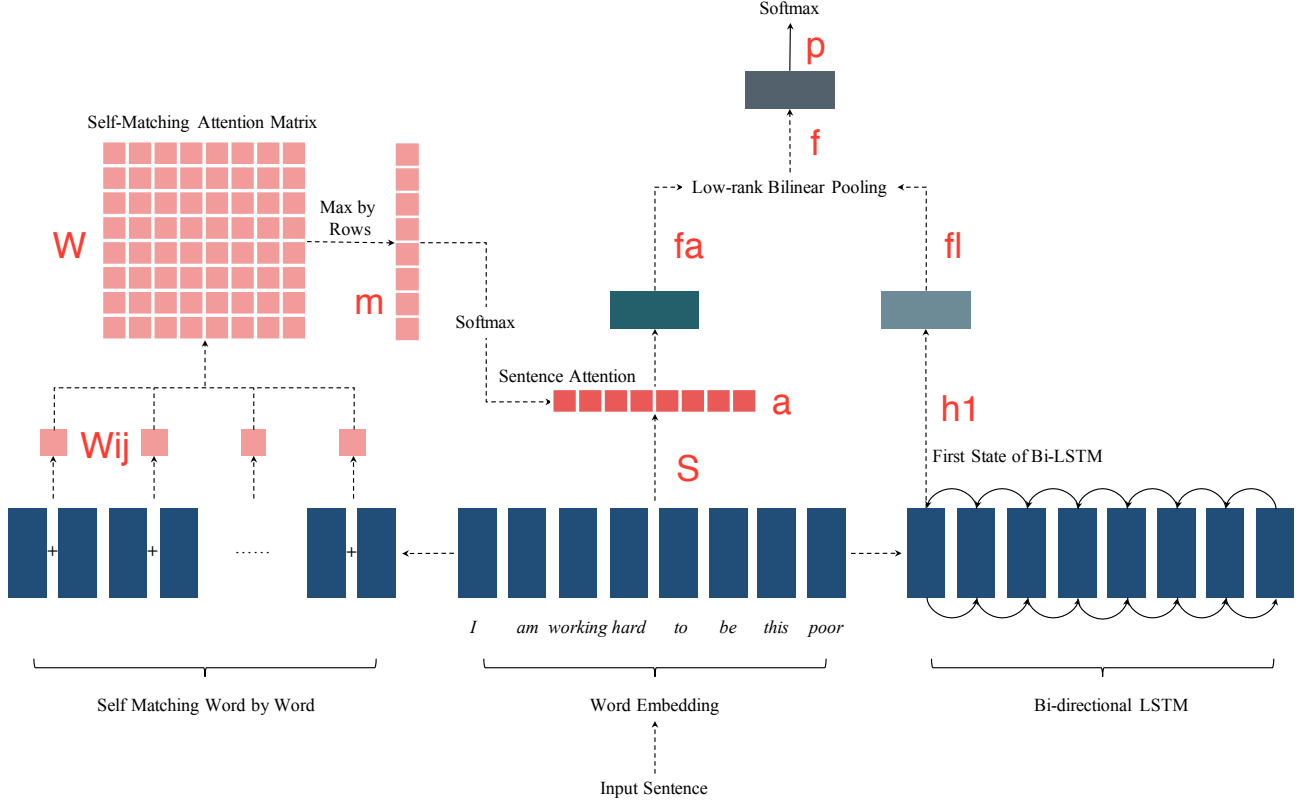 Softmax
p
f
Self-Matching Attention Matrix
Low-rank Bilinear Pooling
Max by
Rows
W
fa
fl
m
Softmax
Sentence Attention
a
h1
Wij
First State of Bi-LSTM
S
+ + ...... +
I am working hard to be this poor
Self Matching Word by Word
Word Embedding
Bi-directional LSTM
Input Sentence